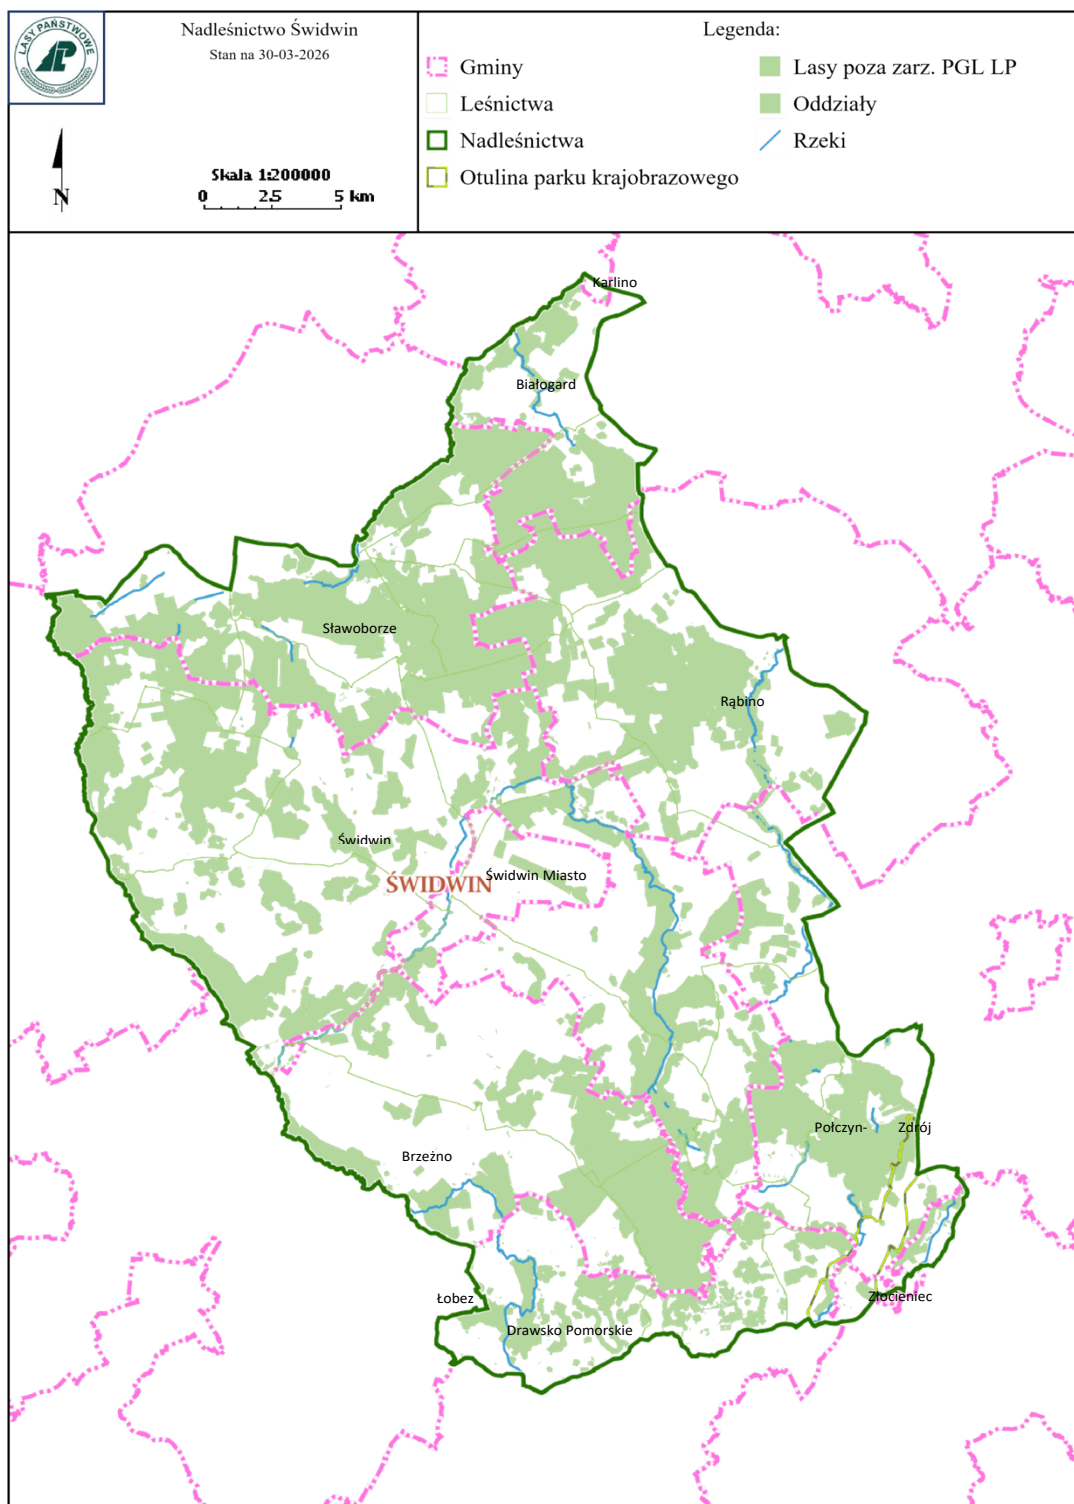 LASY PAŃSTWOWE
Nadleśnictwo Świdwin
Stan na 30-03-2026
N
Skala 1:200000
0 2.5 5 km
Legenda:
Gminy
Leśnictwa
Nadleśnictwa
Otulina parku krajobrazowego
Lasy poza zarz. PGL LP
Oddziały
Rzeki
Karlino
Białogard
Sławoborze
Rąbino
Świdwin
ŚWIDWIN
Świdwin Miasto
Połczyn- Zdrój
Brzeżno
Złocieniec
Łobez
Drawsko Pomorskie